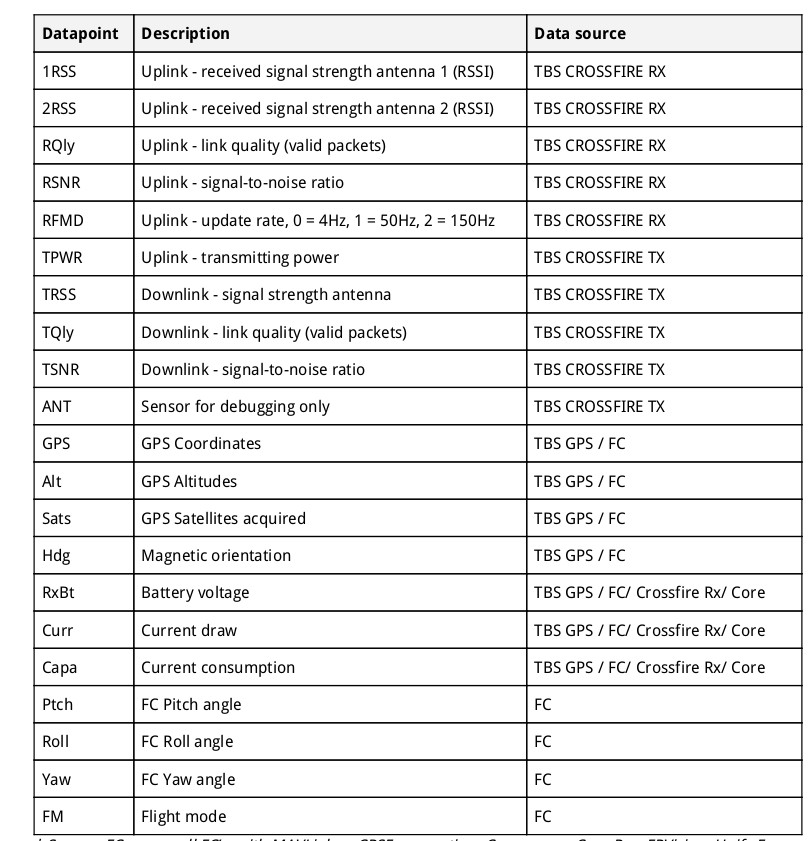 Datapoint Description Data source
1RSS Uplink - received signal strength antenna 1 (RSSI) TBS CROSSFIRE RX
2RSS Uplink - received signal strength antenna 2 (RSSI) TBS CROSSFIRE RX
RQly Uplink - link quality (valid packets) TBS CROSSFIRE RX
RSNR Uplink - signal-to-noise ratio TBS CROSSFIRE RX
RFMD Uplink - update rate, 0 = 4Hz, 1 = 50Hz, 2 = 150Hz TBS CROSSFIRE RX
TPWR Uplink - transmitting power TBS CROSSFIRE TX
TRSS Downlink - signal strength antenna TBS CROSSFIRE TX
TQly Downlink - link quality (valid packets) TBS CROSSFIRE TX
TSNR Downlink - signal-to-noise ratio TBS CROSSFIRE TX
ANT Sensor for debugging only TBS CROSSFIRE TX
GPS GPS Coordinates TBS GPS / FC
Alt GPS Altitudes TBS GPS / FC
Sats GPS Satellites acquired TBS GPS / FC
Hdg Magnetic orientation TBS GPS / FC
RxBt Battery voltage TBS GPS / FC/ Crossfire Rx/ Core
Curr Current draw TBS GPS / FC/ Crossfire Rx/ Core
Capa Current consumption TBS GPS / FC/ Crossfire Rx/ Core
Ptch FC Pitch angle FC
Roll FC Roll angle FC
Yaw FC Yaw angle FC
FM Flight mode FC